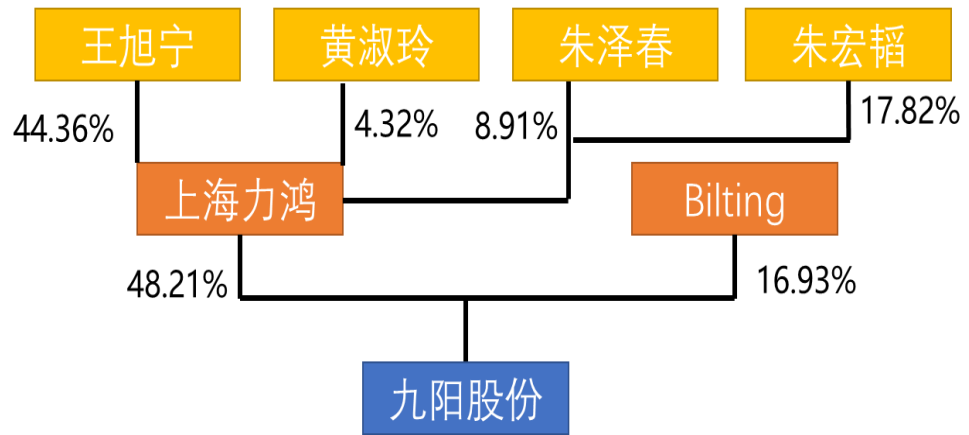 王旭宁
黄淑玲
朱泽春
朱宏韬
44.36%
4.32%
8.91%
17.82%
上海力鸿
Bilting
48.21%
16.93%
九阳股份